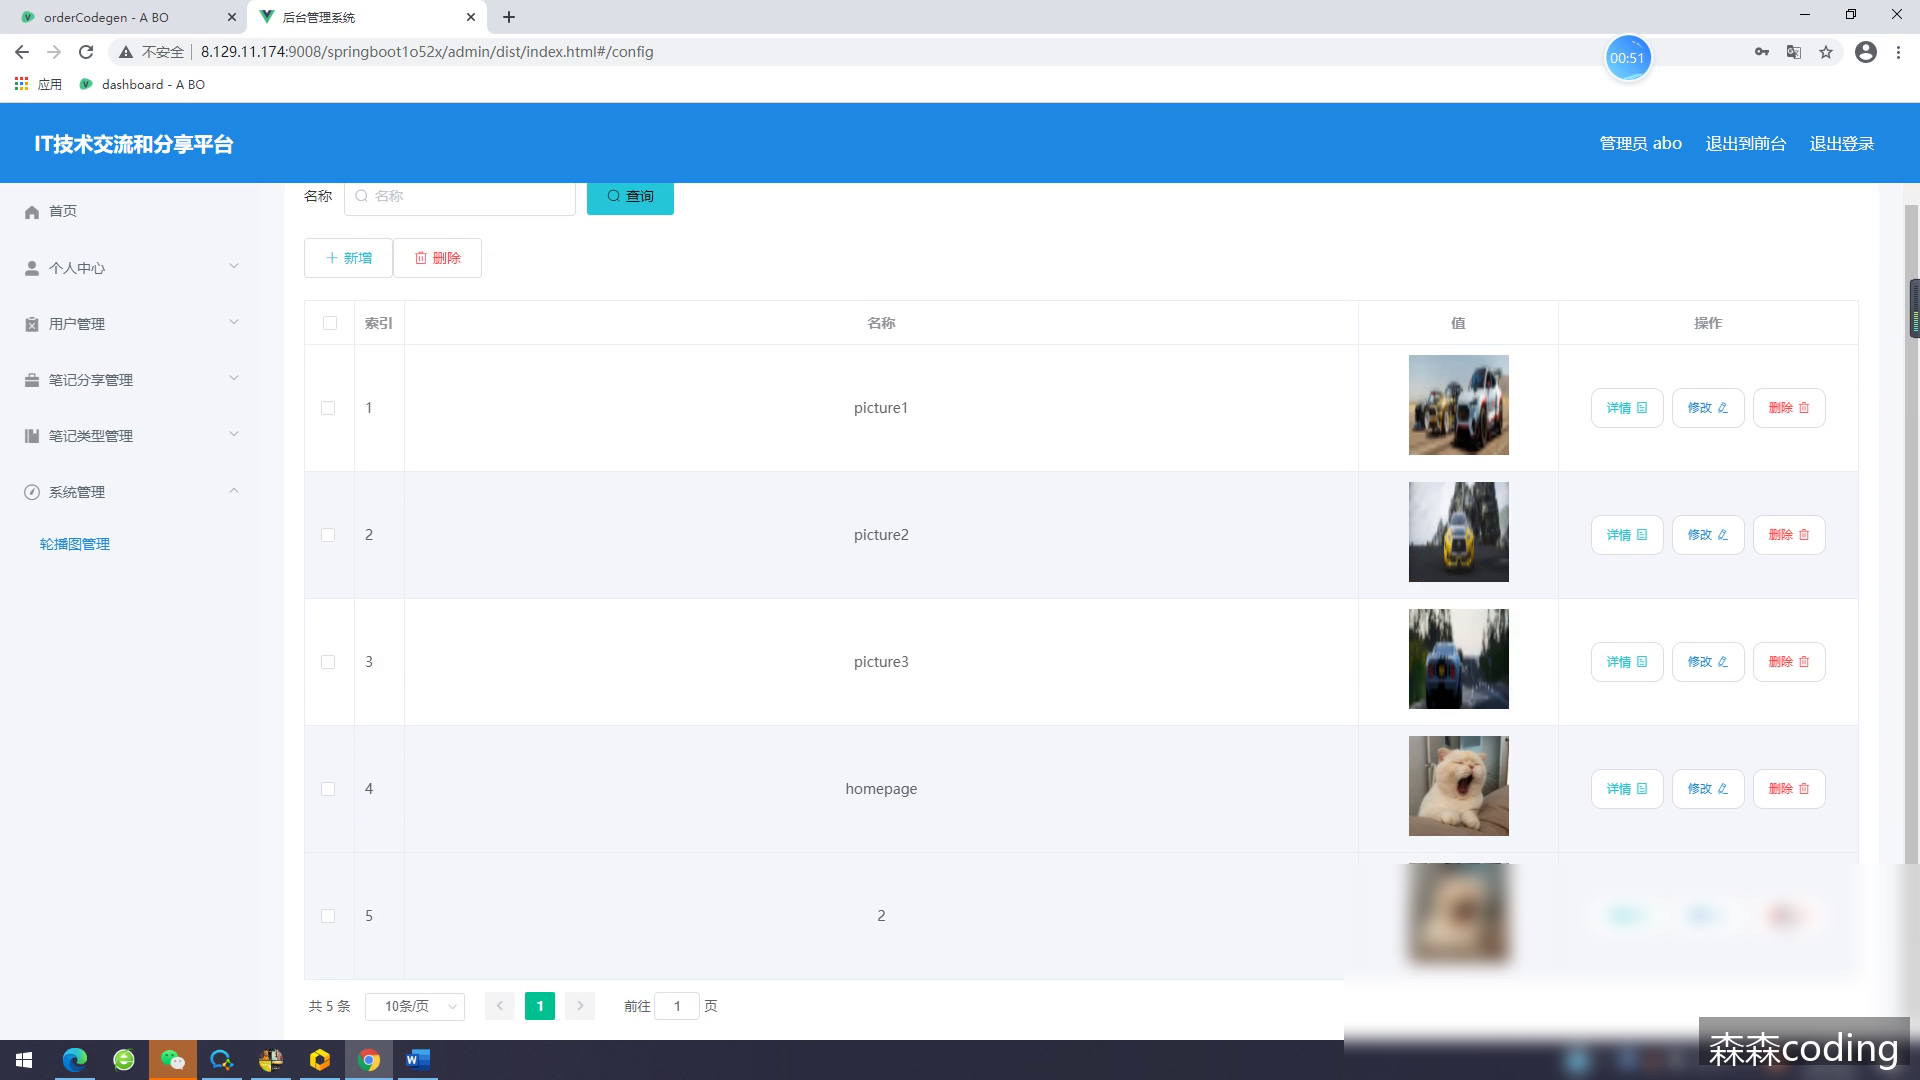 orderCodegen - A BO
后台管理系统
不安全
8.129.11.174:9008/springboot1o52x/admin/dist/index.html#/config
00:51
应用
dashboard - A BO
IT技术交流和分享平台
管理员 abo
退出到前台
退出登录
首页
个人中心
用户管理
笔记分享管理
笔记类型管理
系统管理
轮播图管理
名称
名称
查询
新增
删除
索引 名称 值 操作
1 picture1 详情 修改 删除
2 picture2 详情 修改 删除
3 picture3 详情 修改 删除
4 homepage 详情 修改 删除
5 2
共 5 条
10条/页
1
前往 1 页
森森coding